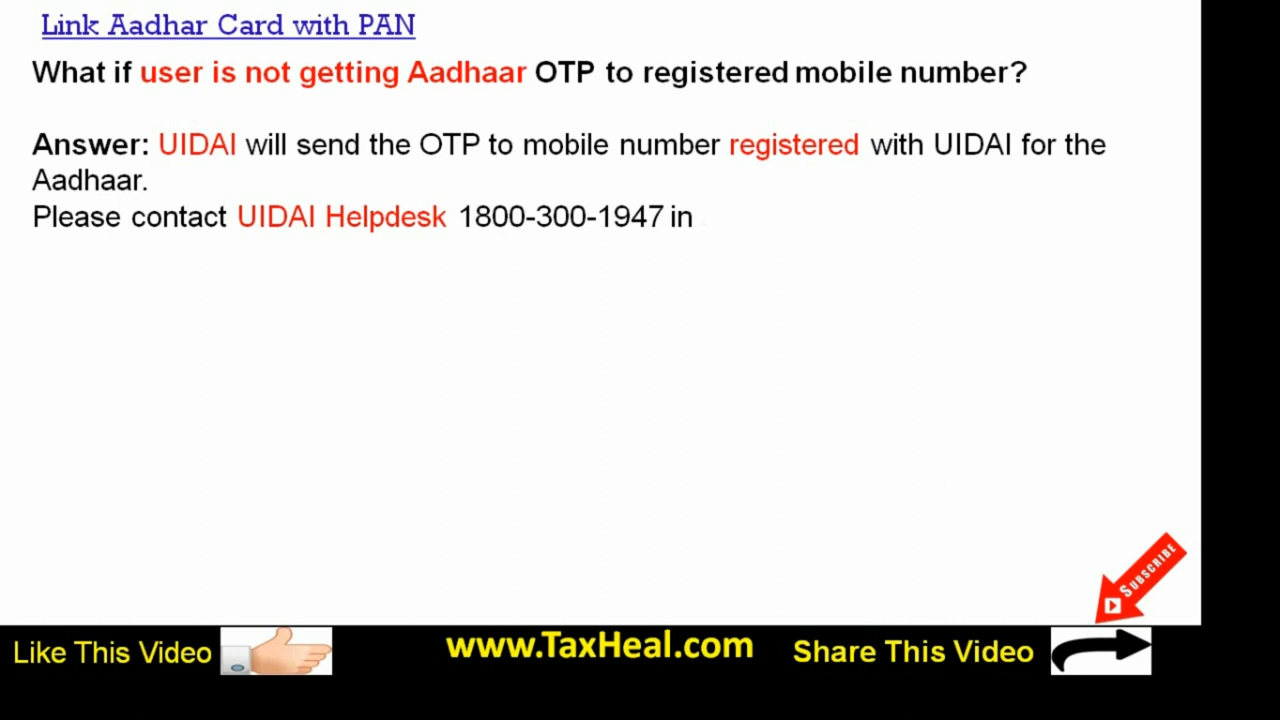 Link Aadhar Card with PAN
What if user is not getting Aadhaar OTP to registered mobile number?
Answer: UIDAI will send the OTP to mobile number registered with UIDAI for the
Aadhaar.
Please contact UIDAI Helpdesk 1800-300-1947 in
SUBSCRIBE
Like This Video
www.TaxHeal.com
Share This Video